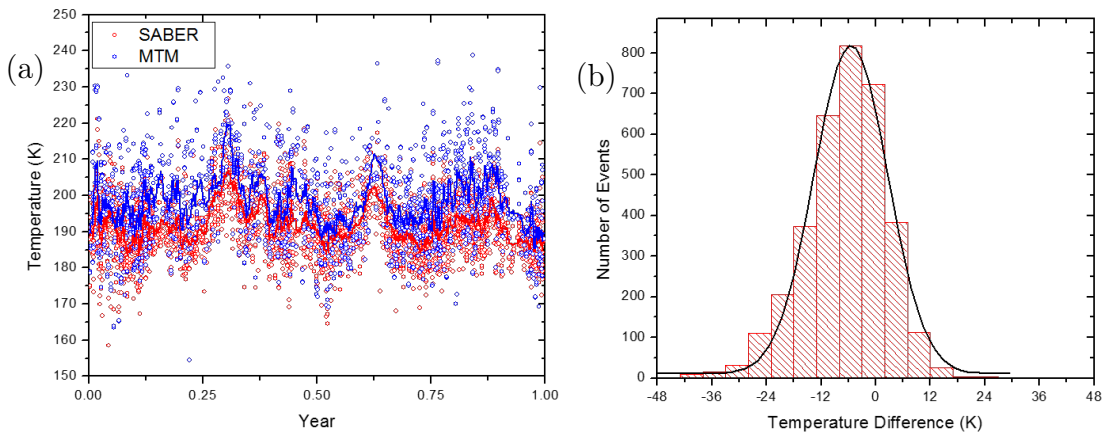 (a)
SABER
MTM
250
240
230
220
210
200
190
180
170
160
150
Temperature (K)
0.00 0.25 0.50 0.75 1.00
Year
(b)
800
700
600
500
400
300
200
100
0
Number of Events
-48 -36 -24 -12 0 12 24 36 48
Temperature Difference (K)